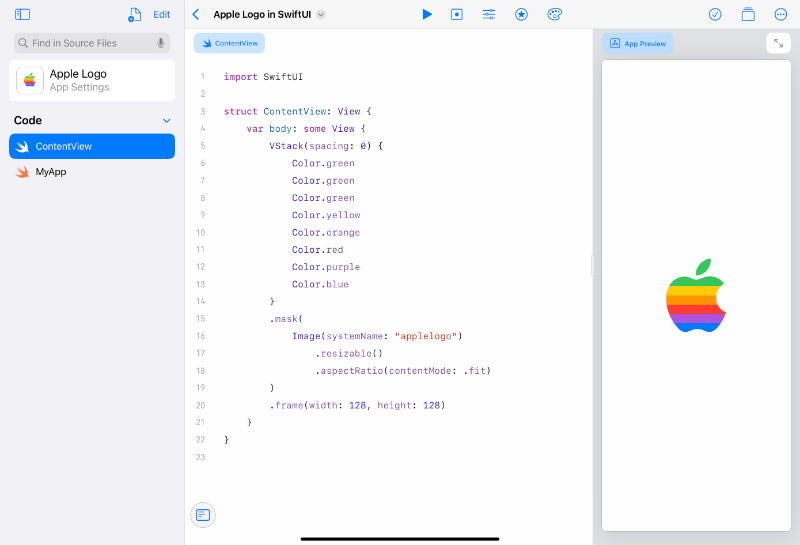 Edit
Apple Logo in SwiftUI
Find in Source Files
Apple Logo
App Settings
Code
ContentView
MyApp
ContentView
1 import SwiftUI
2
3 struct ContentView: View {
4     var body: some View {
5         VStack(spacing: 0) {
6             Color.green
7             Color.green
8             Color.green
9             Color.yellow
10             Color.orange
11             Color.red
12             Color.purple
13             Color.blue
14         }
15         .mask(
16             Image(systemName: "applelogo")
17                 .resizable()
18                 .aspectRatio(contentMode: .fit)
19         )
20         .frame(width: 128, height: 128)
21     }
22 }
23
App Preview